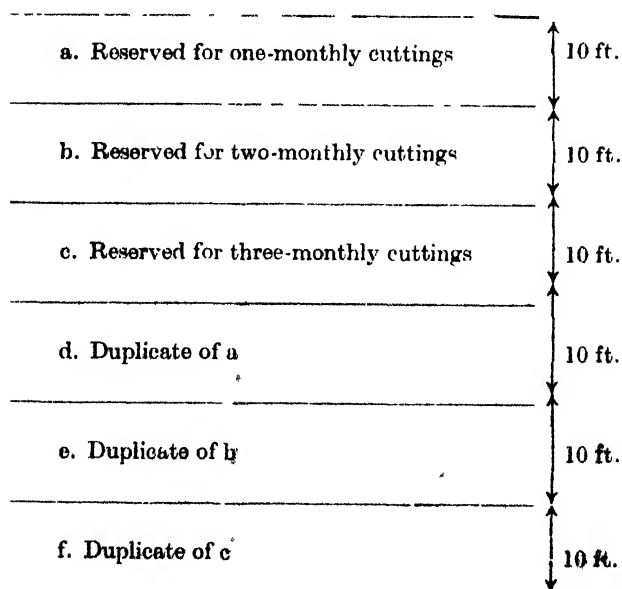 a. Reserved for one-monthly cuttings 10 ft.
b. Reserved for two-monthly cuttings 10 ft.
c. Reserved for three-monthly cuttings 10 ft.
d. Duplicate of a 10 ft.
e. Duplicate of b 10 ft.
f. Duplicate of c 10 ft.